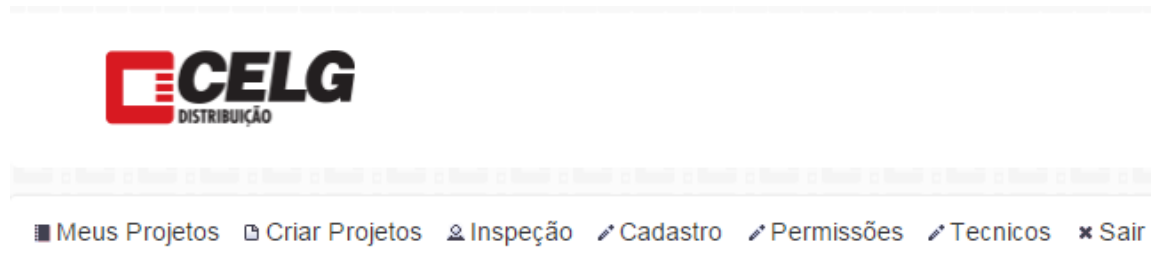 CELG
DISTRIBUIÇÃO
Meus Projetos Criar Projetos Inspeção Cadastro Permissões Tecnicos Sair